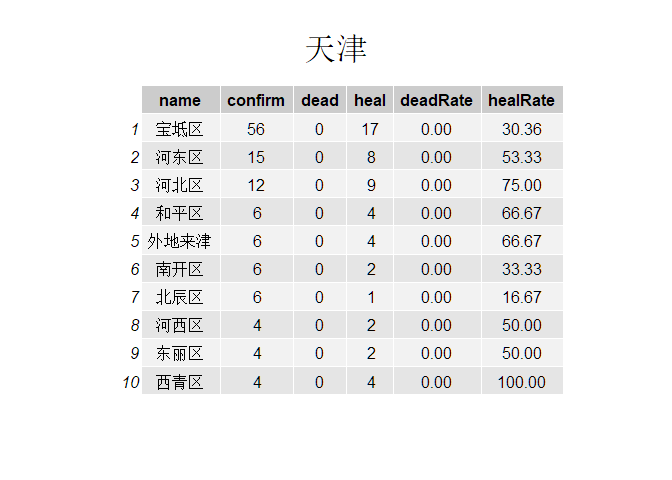 天津
name confirm dead heal deadRate healRate
1 宝坻区 56 0 17 0.00 30.36
2 河东区 15 0 8 0.00 53.33
3 河北区 12 0 9 0.00 75.00
4 和平区 6 0 4 0.00 66.67
5 外地来津 6 0 4 0.00 66.67
6 南开区 6 0 2 0.00 33.33
7 北辰区 6 0 1 0.00 16.67
8 河西区 4 0 2 0.00 50.00
9 东丽区 4 0 2 0.00 50.00
10 西青区 4 0 4 0.00 100.00